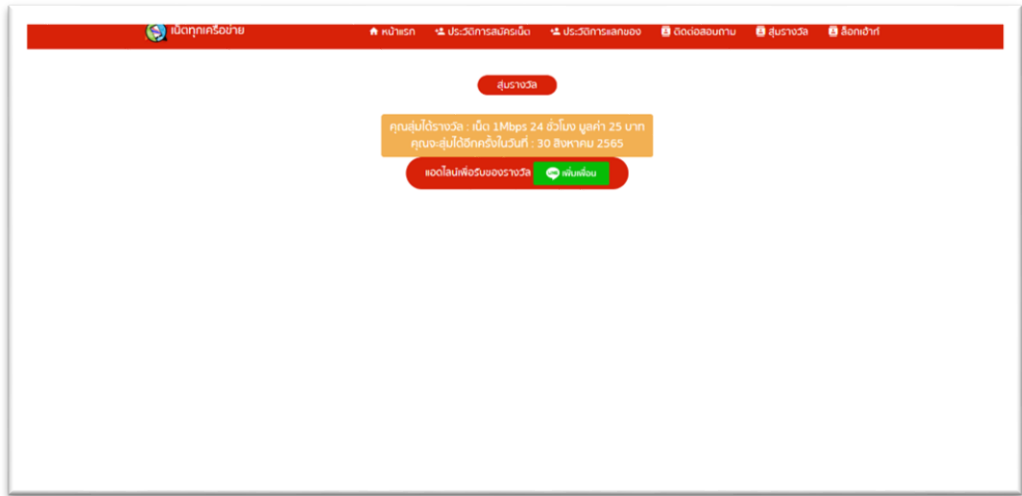 เน็ตทุกเครือข่าย
หน้าแรก ประวัติการสมัครเน็ต ประวัติการแลกของ ติดต่อสอบถาม สุ่มรางวัล ล็อกเอ้าท์
สุ่มรางวัล
คุณสุ่มได้รางวัล : เน็ต 1Mbps 24 ชั่วโมง มูลค่า 25 บาท
คุณจะสุ่มได้อีกครั้งในวันที่ : 30 สิงหาคม 2565
แอดไลน์เพื่อรับของรางวัล LINE เพิ่มเพื่อน